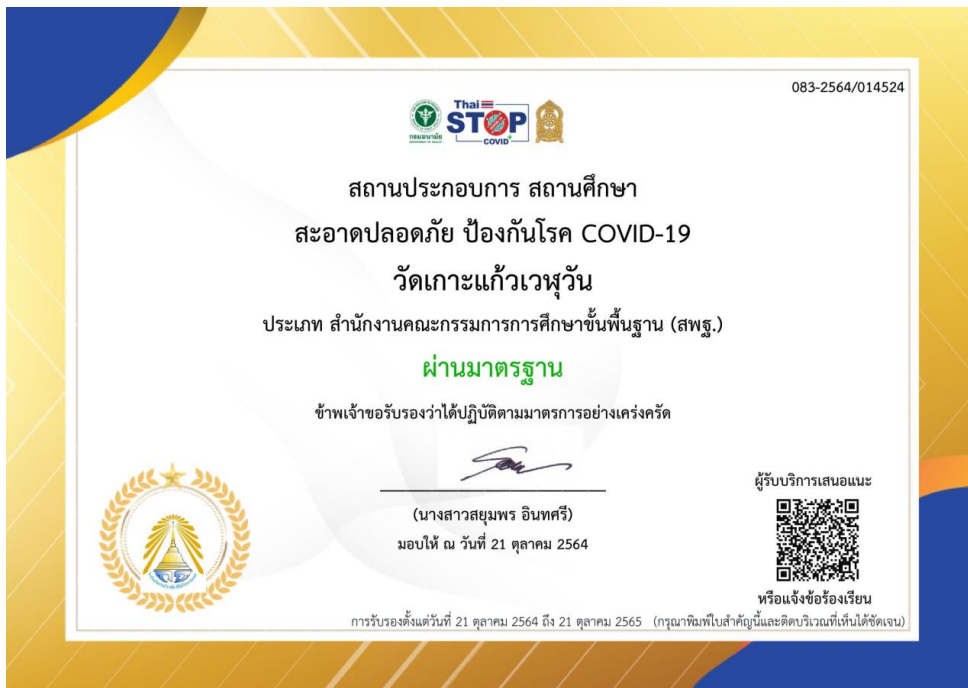 083-2564/014524
Thai
STOP
COVID
กรมอนามัย
DEPARTMENT OF HEALTH
สถานประกอบการ สถานศึกษา
สะอาดปลอดภัย ป้องกันโรค COVID-19
วัดเกาะแก้วเวฬุวัน
ประเภท สำนักงานคณะกรรมการการศึกษาขั้นพื้นฐาน (สพฐ.)
ผ่านมาตรฐาน
ข้าพเจ้าขอรับรองว่าได้ปฏิบัติตามมาตรการอย่างเคร่งครัด
(นางสาวสยุมพร อินทศรี)
มอบให้ ณ วันที่ 21 ตุลาคม 2564
ผู้รับบริการเสนอแนะ
หรือแจ้งข้อร้องเรียน
การรับรองตั้งแต่วันที่ 21 ตุลาคม 2564 ถึง 21 ตุลาคม 2565 (กรุณาพิมพ์ใบสำคัญนี้และติดบริเวณที่เห็นได้ชัดเจน)